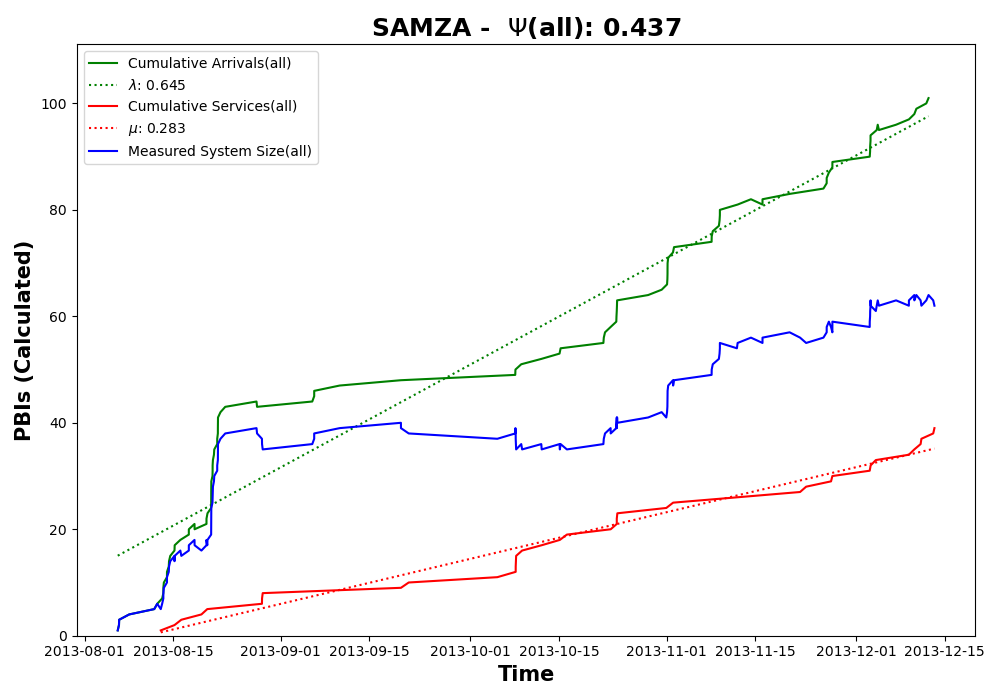 SAMZA - Ψ(all): 0.437
Cumulative Arrivals(all)
λ: 0.645
Cumulative Services(all)
μ: 0.283
Measured System Size(all)
PBIs (Calculated)
100
80
60
40
20
0
2013-08-01 2013-08-15 2013-09-01 2013-09-15 2013-10-01 2013-10-15 2013-11-01 2013-11-15 2013-12-01 2013-12-15
Time